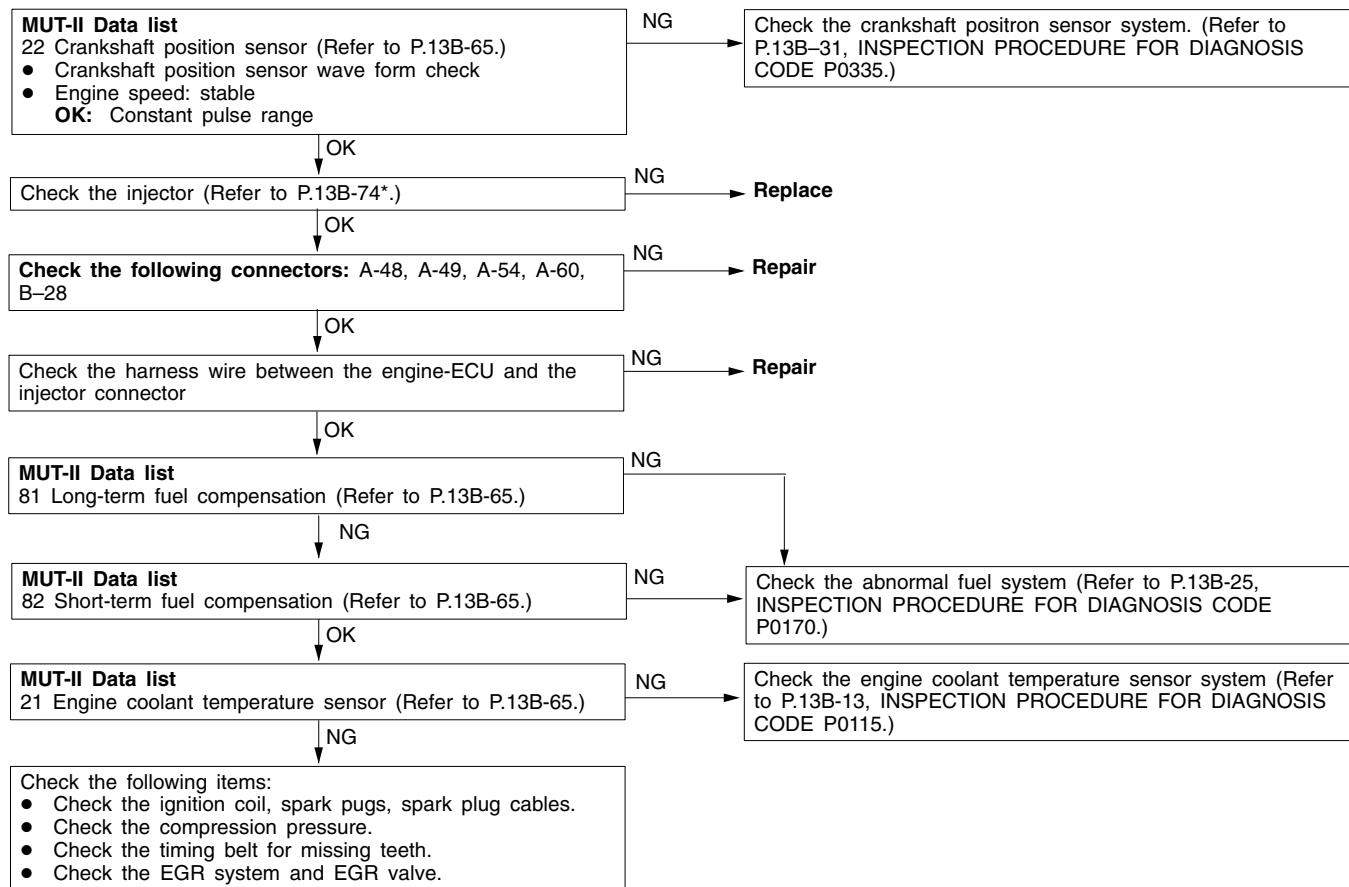 MUT-II Data list
22 Crankshaft position sensor (Refer to P.13B-65.)
● Crankshaft position sensor wave form check
● Engine speed: stable
OK: Constant pulse range
NG
Check the crankshaft positron sensor system. (Refer to
P.13B–31, INSPECTION PROCEDURE FOR DIAGNOSIS
CODE P0335.)
OK
Check the injector (Refer to P.13B-74*.)
NG
Replace
OK
Check the following connectors: A-48, A-49, A-54, A-60,
B–28
NG
Repair
OK
Check the harness wire between the engine-ECU and the
injector connector
NG
Repair
OK
MUT-II Data list
81 Long-term fuel compensation (Refer to P.13B-65.)
NG
NG
MUT-II Data list
82 Short-term fuel compensation (Refer to P.13B-65.)
NG
Check the abnormal fuel system (Refer to P.13B-25,
INSPECTION PROCEDURE FOR DIAGNOSIS CODE
P0170.)
OK
MUT-II Data list
21 Engine coolant temperature sensor (Refer to P.13B-65.)
NG
Check the engine coolant temperature sensor system (Refer
to P.13B-13, INSPECTION PROCEDURE FOR DIAGNOSIS
CODE P0115.)
NG
Check the following items:
● Check the ignition coil, spark pugs, spark plug cables.
● Check the compression pressure.
● Check the timing belt for missing teeth.
● Check the EGR system and EGR valve.